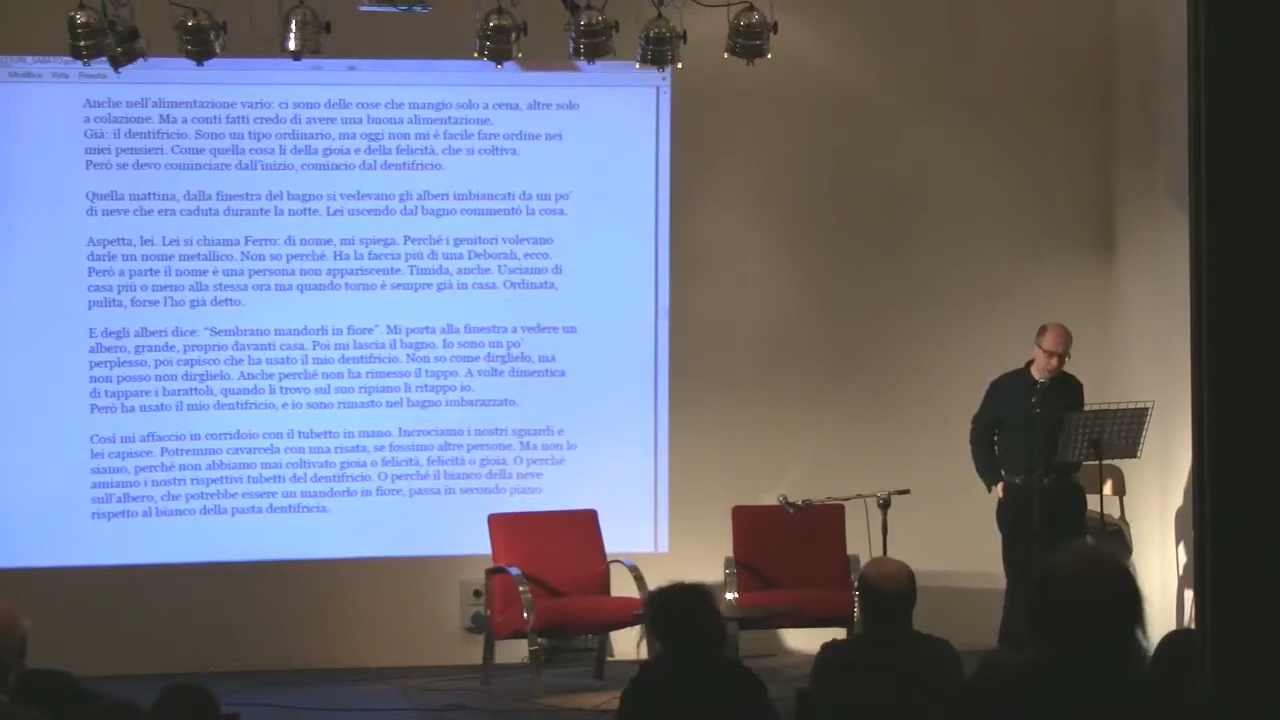 Modifica Vista Finestra
Anche nell'alimentazione vario: ci sono delle cose che mangio solo a cena, altre solo
a colazione. Ma a conti fatti credo di avere una buona alimentazione.
Già: il dentifricio. Sono un tipo ordinario, ma oggi non mi è facile fare ordine nei
miei pensieri. Come quella cosa lì della gioia e della felicità, che si coltiva.
Però se devo cominciare dall'inizio, comincio dal dentifricio.
Quella mattina, dalla finestra del bagno si vedevano gli alberi imbiancati da un po'
di neve che era caduta durante la notte. Lei uscendo dal bagno commentò la cosa.
Aspetta, lei. Lei si chiama Ferro: di nome, mi spiega. Perché i genitori volevano
darle un nome metallico. Non so perché. Ha la faccia più di una Deborah, ecco.
Però a parte il nome è una persona non appariscente. Timida, anche. Usciamo di
casa più o meno alla stessa ora ma quando torno è sempre già in casa. Ordinata,
pulita, forse l'ho già detto.
E degli alberi dice: “Sembrano mandorli in fiore”. Mi porta alla finestra a vedere un
albero, grande, proprio davanti casa. Poi mi lascia il bagno. Io sono un po'
perplesso, poi capisco che ha usato il mio dentifricio. Non so come dirglielo, ma
non posso non dirglielo. Anche perché non ha rimesso il tappo. A volte dimentica
di tappare i barattoli, quando li trovo sul suo ripiano li ritappo io.
Però ha usato il mio dentifricio, e io sono rimasto nel bagno imbarazzato.
Così mi affaccio in corridoio con il tubetto in mano. Incrociamo i nostri sguardi e
lei capisce. Potremmo cavarcela con una risata, se fossimo altre persone. Ma non lo
siamo, perché non abbiamo mai coltivato gioia o felicità, felicità o gioia. O perché
amiamo i nostri rispettivi tubetti del dentifricio. O perché il bianco della neve
sull'albero, che potrebbe essere un mandorlo in fiore, passa in secondo piano
rispetto al bianco della pasta dentifricia.